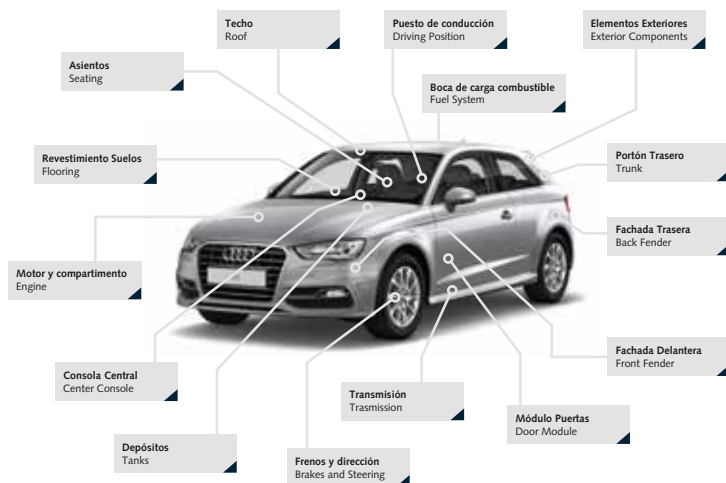 Techo
Roof
Puesto de conducción
Driving Position
Elementos Exteriores
Exterior Components
Asientos
Seating
Boca de carga combustible
Fuel System
Revestimiento Suelos
Flooring
Portón Trasero
Trunk
Fachada Trasera
Back Fender
Motor y compartimento
Engine
Fachada Delantera
Front Fender
Consola Central
Center Console
Transmisión
Trasmission
Módulo Puertas
Door Module
Depósitos
Tanks
Frenos y dirección
Brakes and Steering